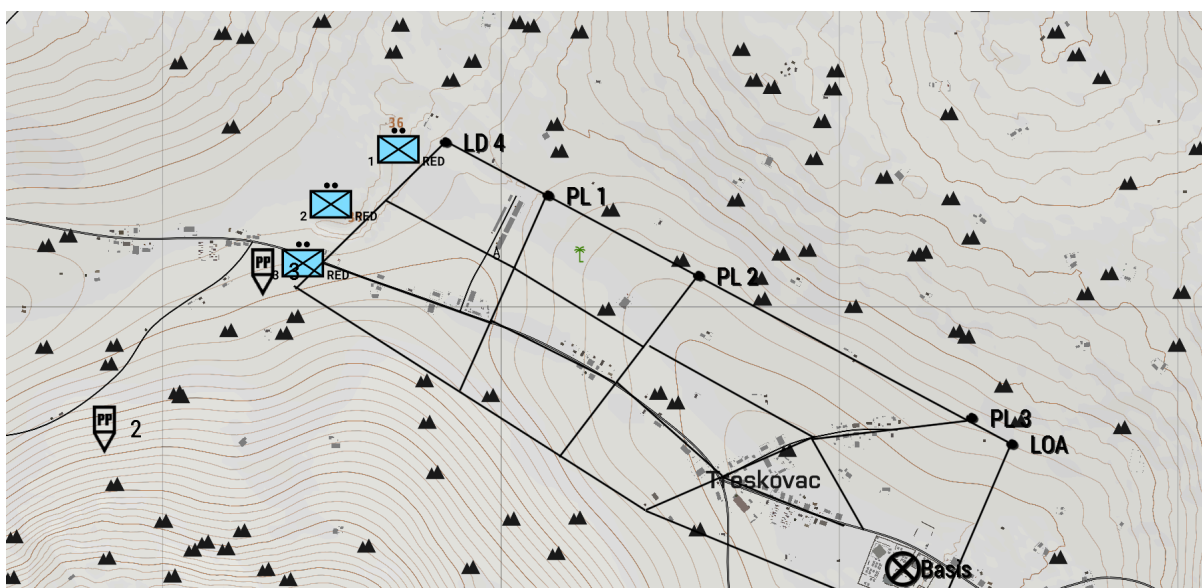 36
1 RED
LD 4
PL 1
2 RED
PP
3 RED
3
A
PL 2
PP 2
PL 3
LOA
Treskovac
Basis